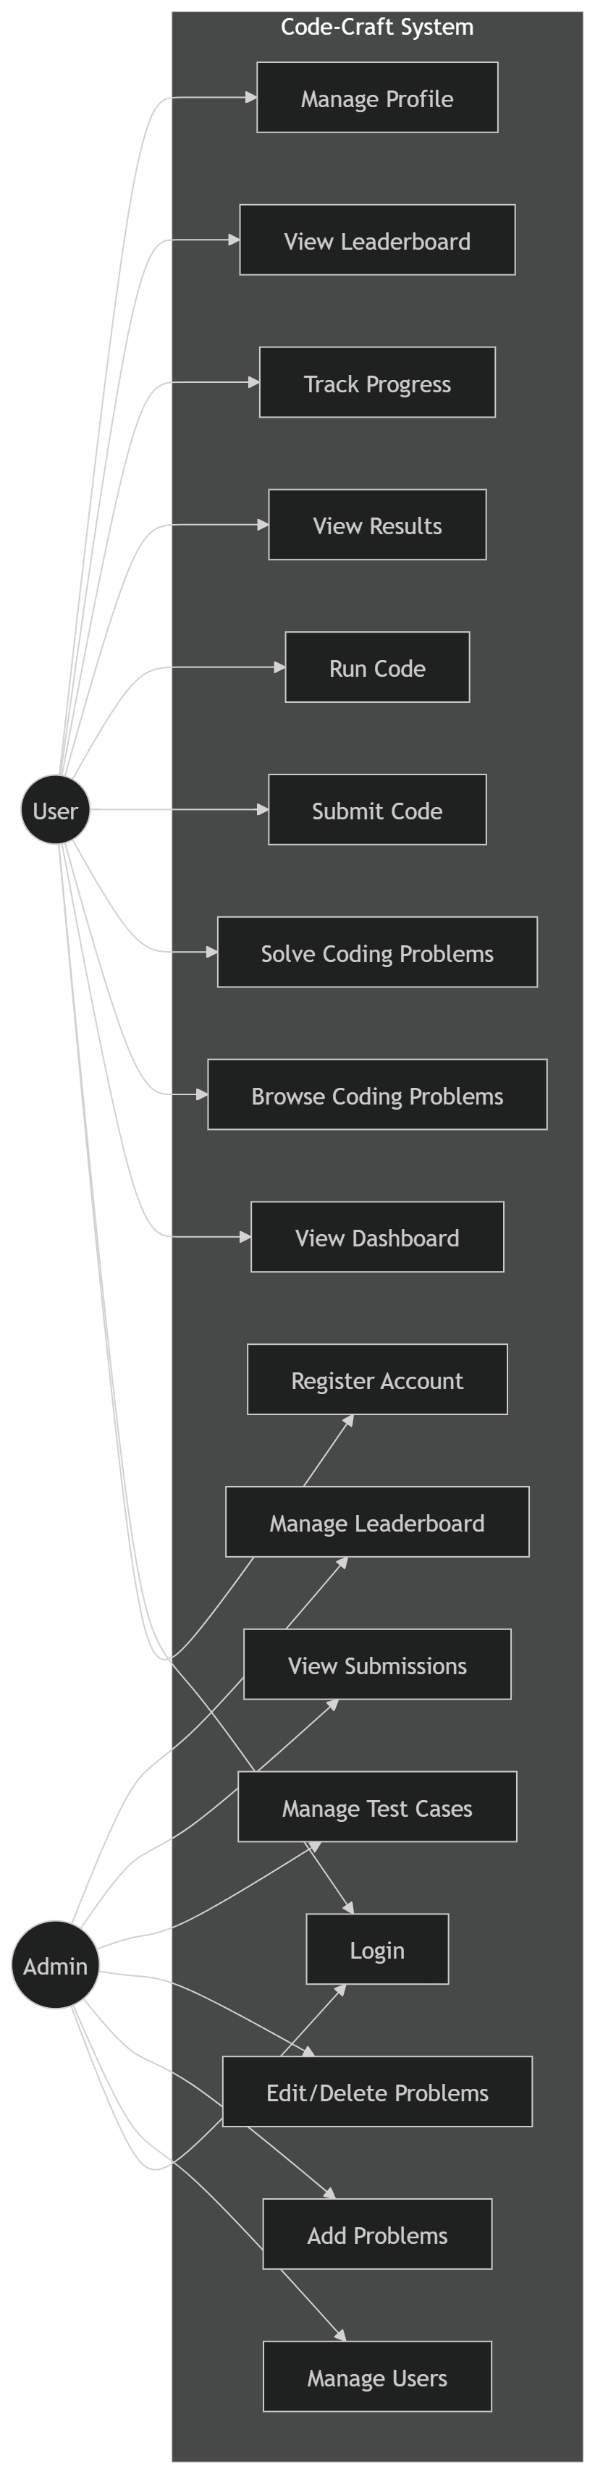 Code-Craft System
Manage Profile
View Leaderboard
Track Progress
View Results
Run Code
User
Submit Code
Solve Coding Problems
Browse Coding Problems
View Dashboard
Register Account
Manage Leaderboard
View Submissions
Manage Test Cases
Login
Admin
Edit/Delete Problems
Add Problems
Manage Users